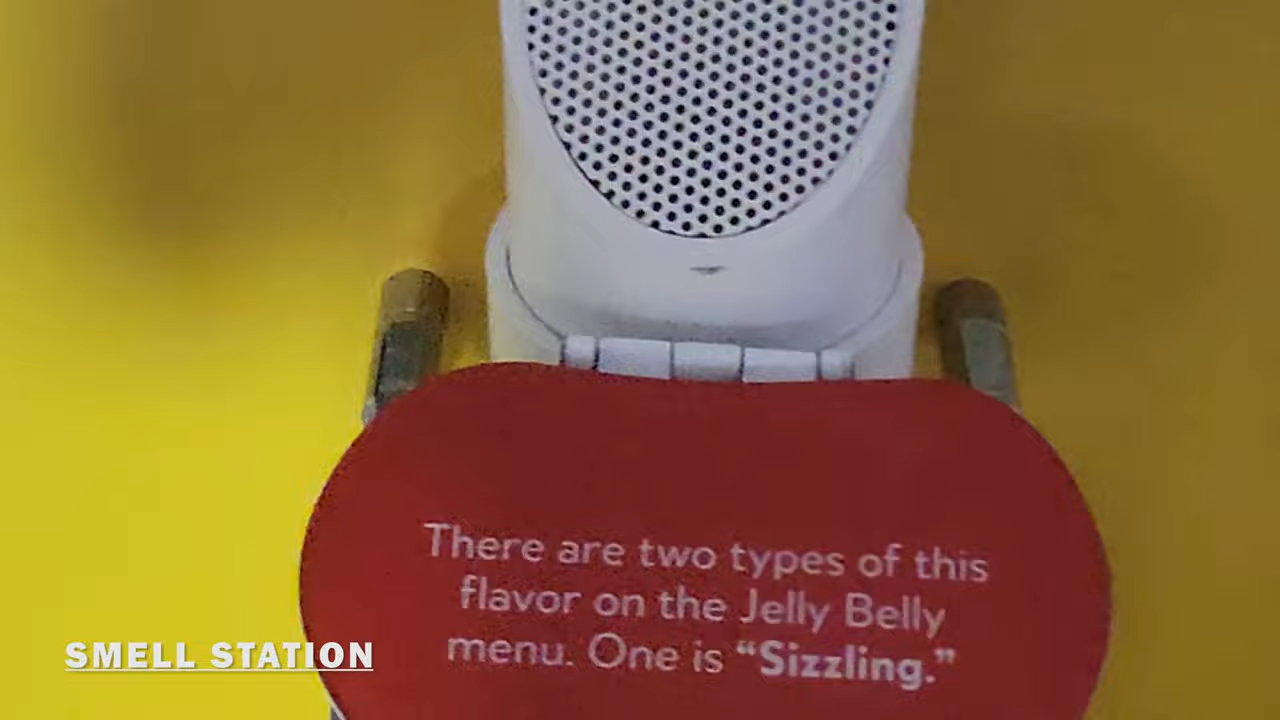 There are two types of this
flavor on the Jelly Belly
menu. One is “Sizzling.”
SMELL STATION